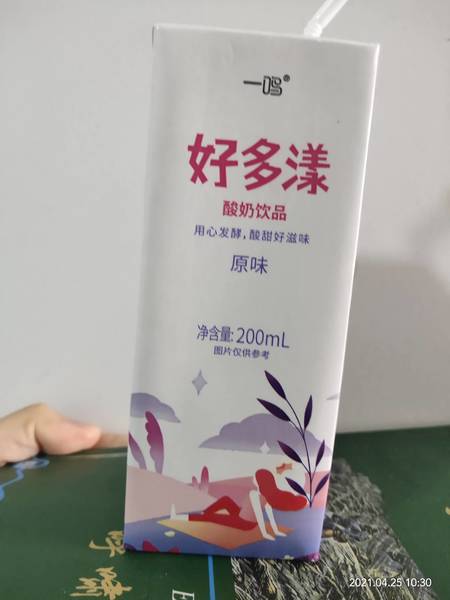 一鸣®
好多漾
酸奶饮品
用心发酵,酸甜好滋味
原味
净含量:200mL
图片仅供参考
2021.04.25 10:30